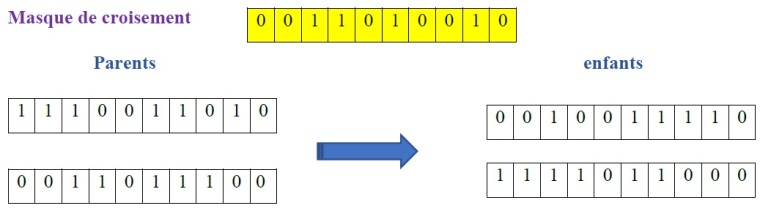 Masque de croisement 0 0 1 1 0 1 0 0 1 0
Parents enfants
1 1 1 0 0 1 1 0 1 0
0 0 1 0 0 1 1 1 1 0
0 0 1 1 0 1 1 1 0 0
1 1 1 1 0 1 1 0 0 0